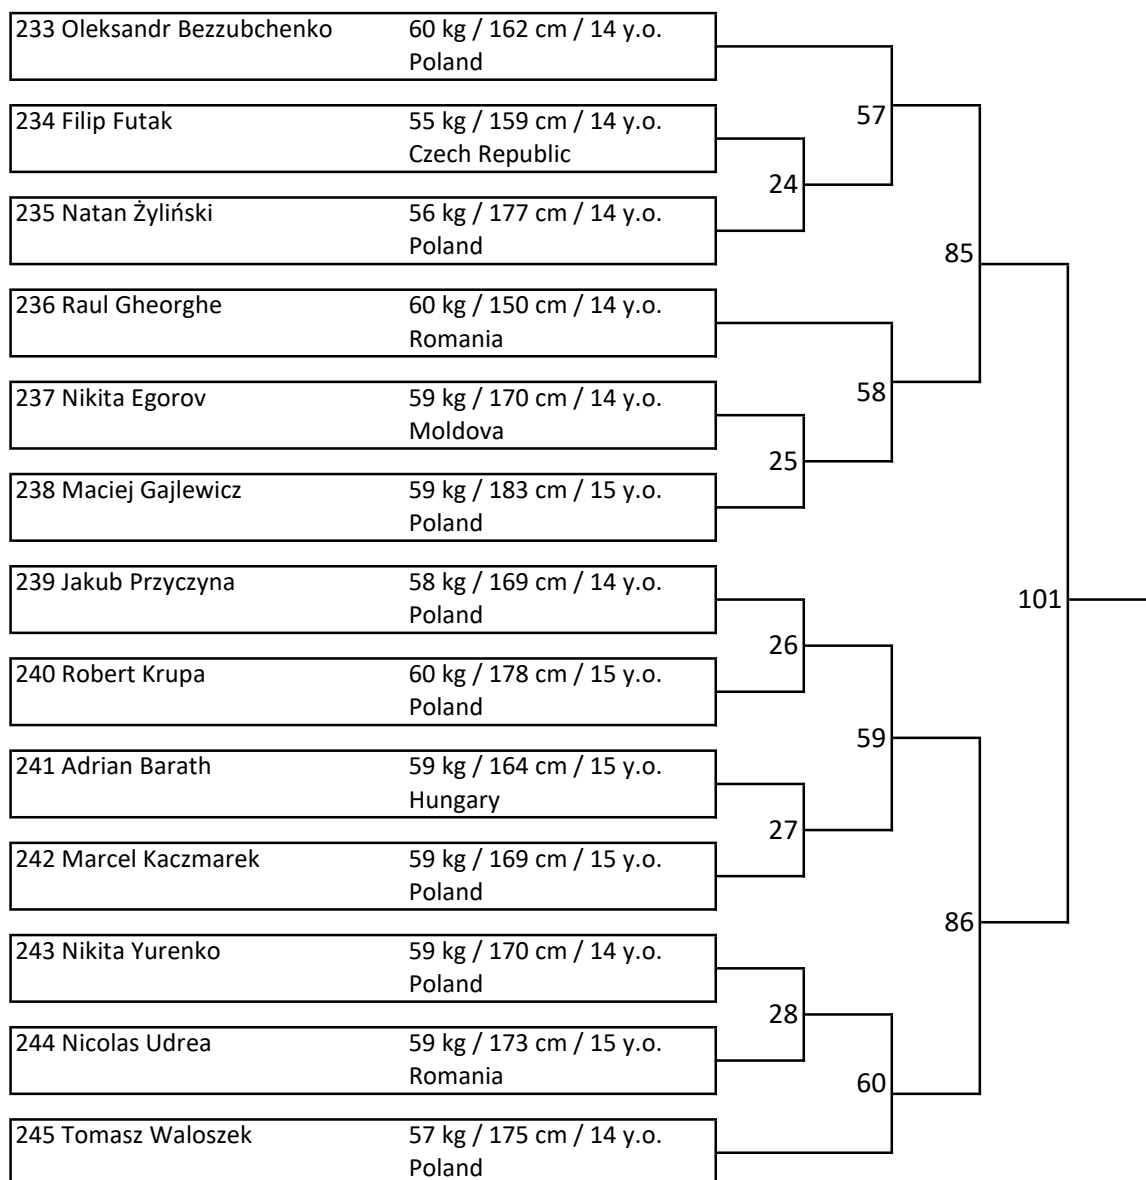 233 Oleksandr Bezzubchenko 60 kg / 162 cm / 14 y.o.
Poland
57
234 Filip Futak 55 kg / 159 cm / 14 y.o.
Czech Republic
24
235 Natan Żyliński 56 kg / 177 cm / 14 y.o.
Poland
85
236 Raul Gheorghe 60 kg / 150 cm / 14 y.o.
Romania
58
237 Nikita Egorov 59 kg / 170 cm / 14 y.o.
Moldova
25
238 Maciej Gajlewicz 59 kg / 183 cm / 15 y.o.
Poland
239 Jakub Przyczyna 58 kg / 169 cm / 14 y.o.
Poland
101
26
240 Robert Krupa 60 kg / 178 cm / 15 y.o.
Poland
59
241 Adrian Barath 59 kg / 164 cm / 15 y.o.
Hungary
27
242 Marcel Kaczmarek 59 kg / 169 cm / 15 y.o.
Poland
86
243 Nikita Yurenko 59 kg / 170 cm / 14 y.o.
Poland
28
244 Nicolas Udrea 59 kg / 173 cm / 15 y.o.
Romania
60
245 Tomasz Waloszek 57 kg / 175 cm / 14 y.o.
Poland